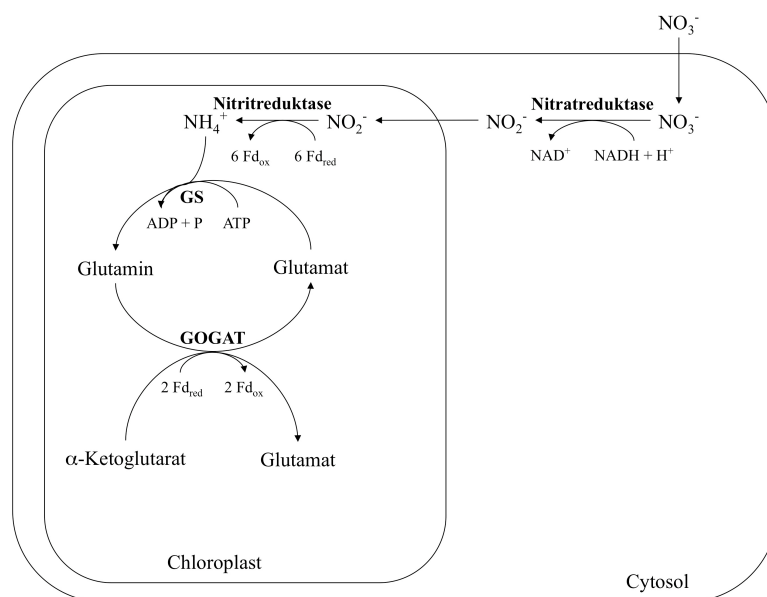 NO₃⁻
Nitritreduktase
Nitratreduktase
NH₄⁺
NO₂⁻
NO₂⁻
NO₃⁻
6 Fdox
6 Fdred
NAD⁺
NADH + H⁺
GS
ADP + P
ATP
Glutamin
Glutamat
GOGAT
2 Fdred
2 Fdox
α-Ketoglutarat
Glutamat
Chloroplast
Cytosol